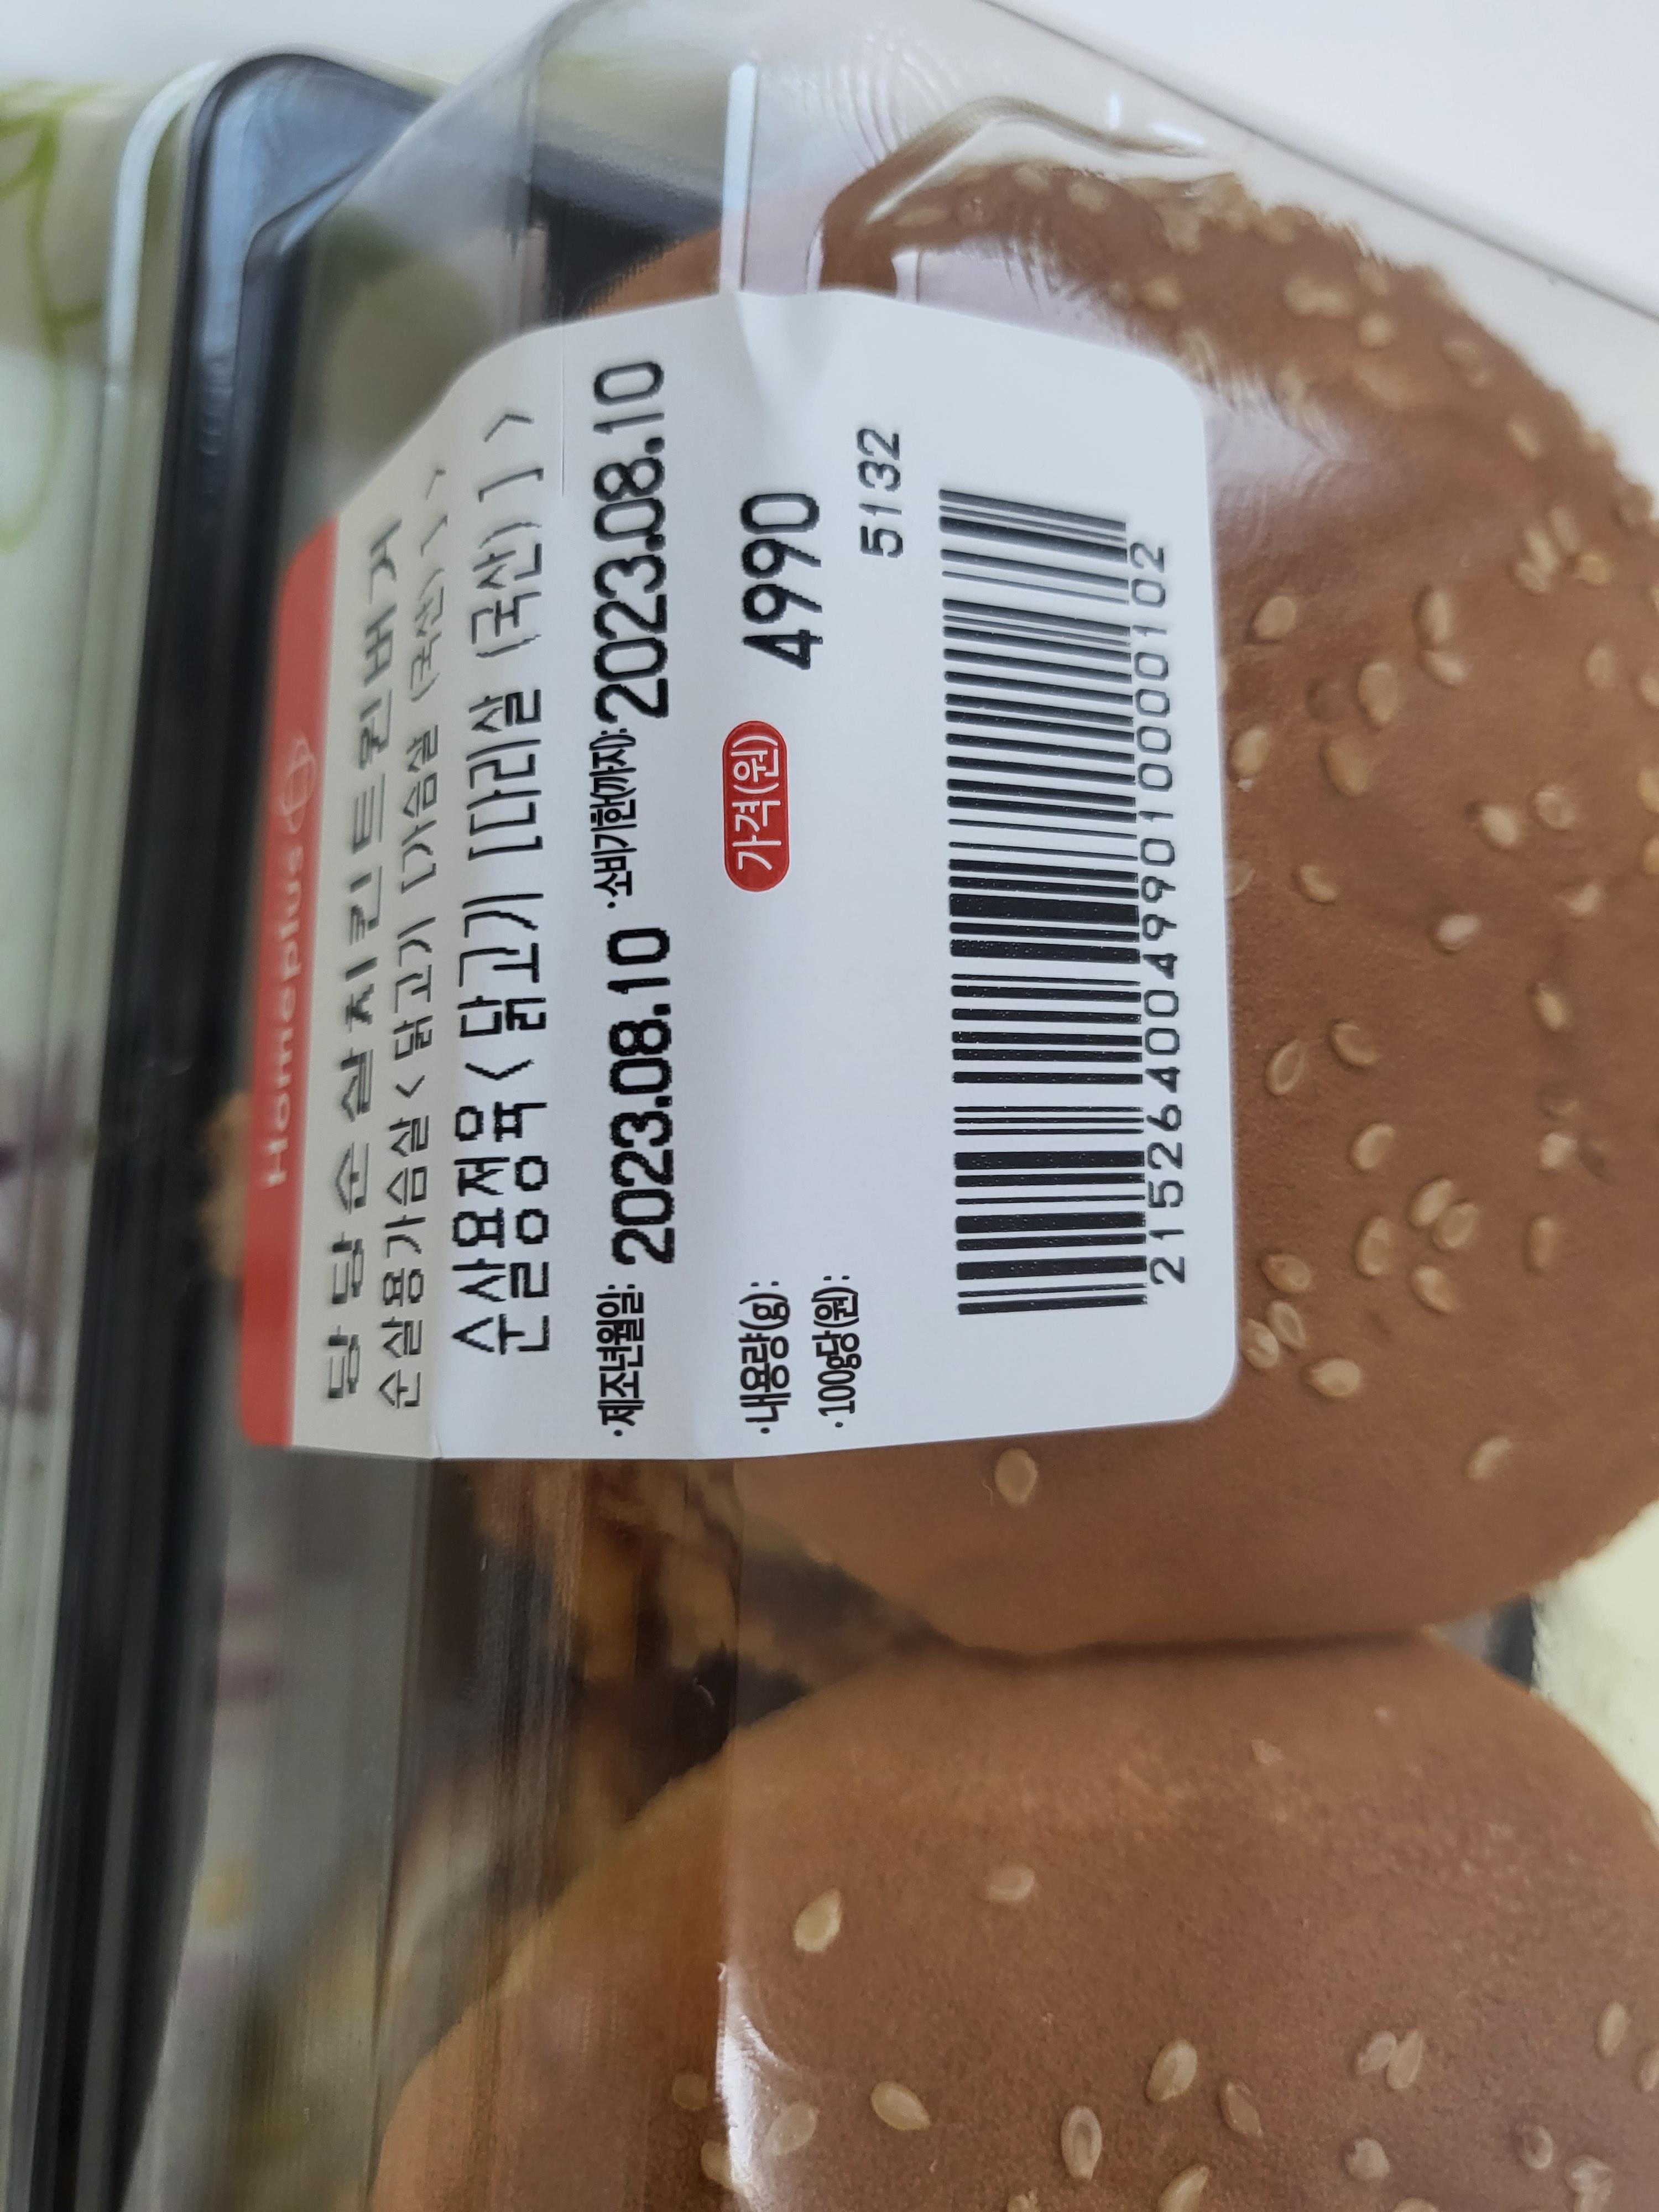 Homeplus
당당순살치킨트윈버거
순살용가슴살<닭고기[가슴살(국산)]>
순살용정육<닭고기[다리살(국산)]>
·제조년월일: 2023.08.10 ·소비기한(까지): 2023.08.10
·내용량(g): 가격(원) 4990
·100g당(원): 5132
215264004990100000102